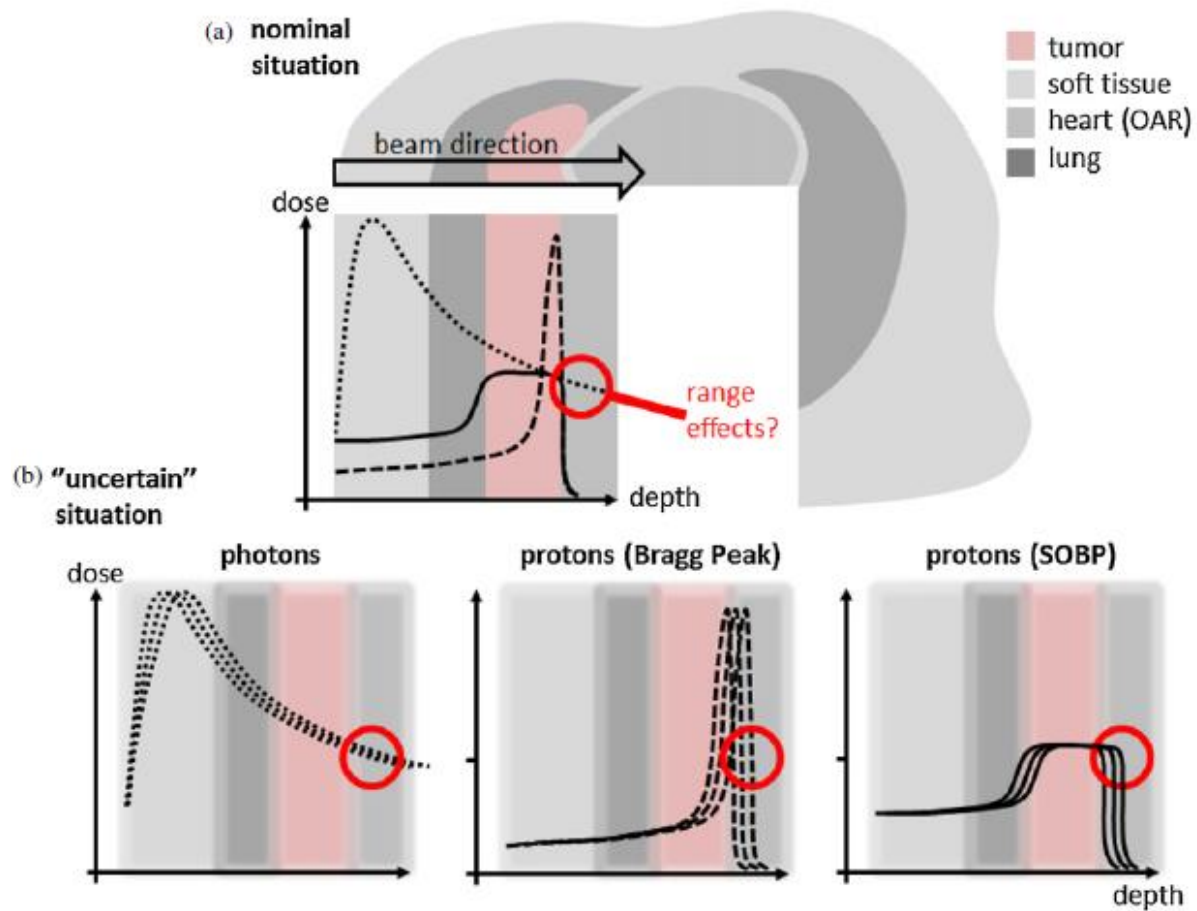 (a) nominal
situation
tumor
soft tissue
heart (OAR)
lung
beam direction
dose
range
effects?
depth
(b) "uncertain"
situation
photons
protons (Bragg Peak)
protons (SOBP)
dose
depth